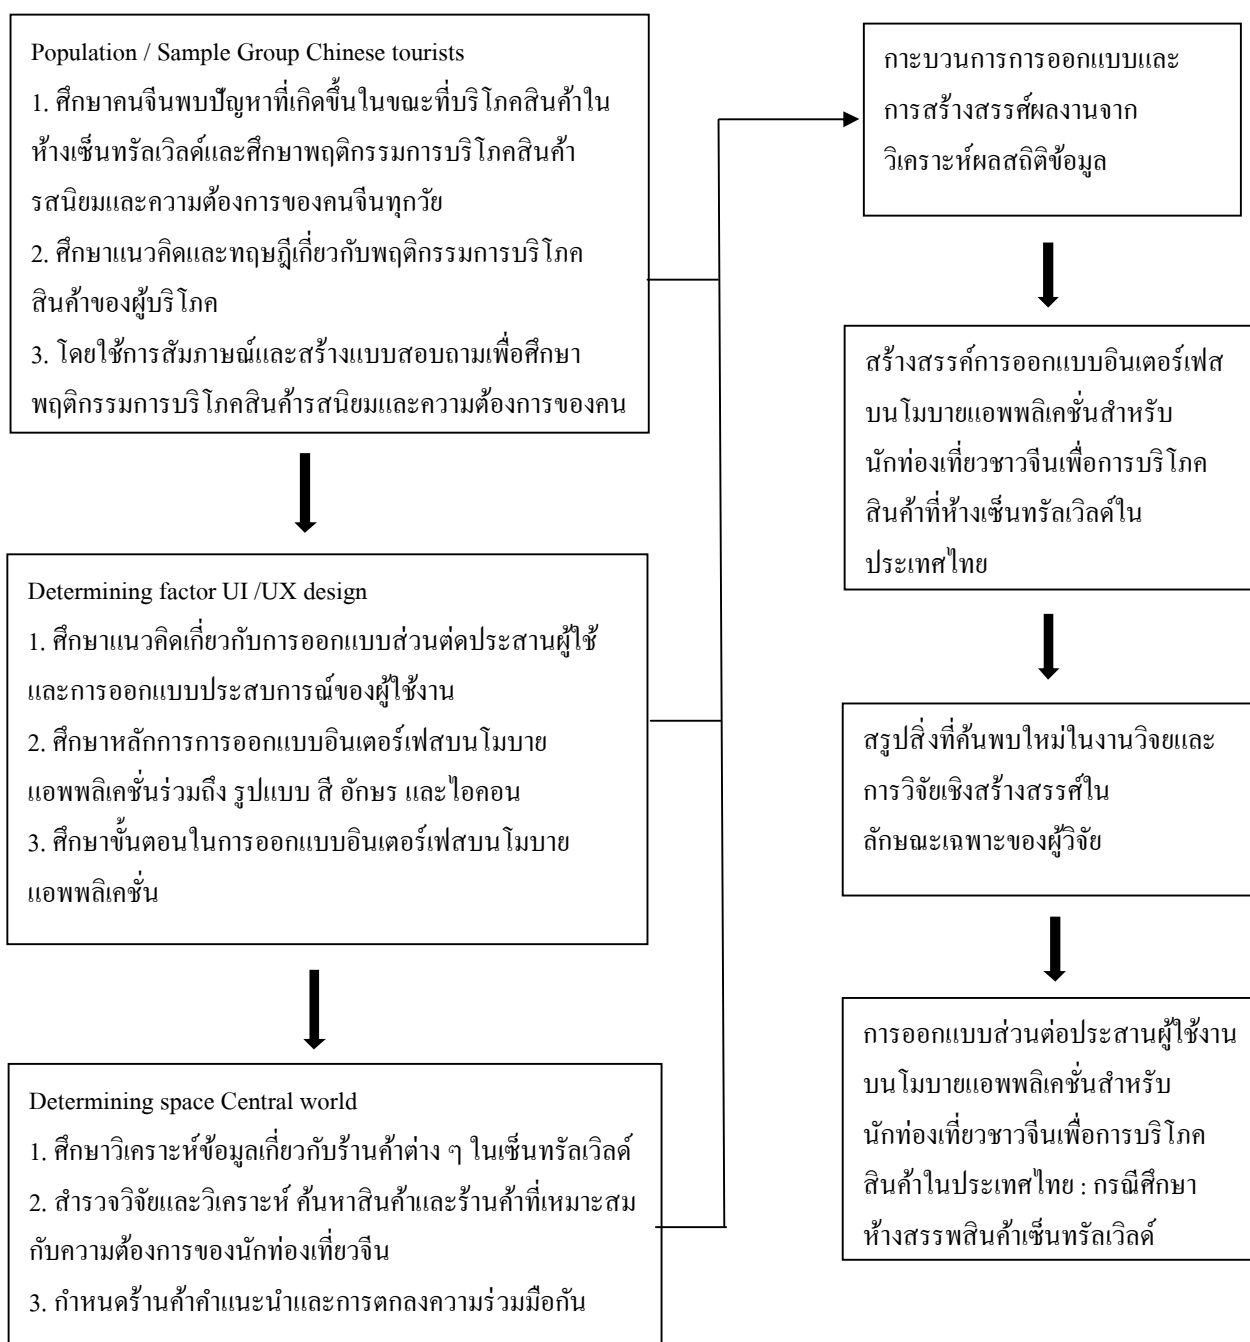 Population / Sample Group Chinese tourists
1. ศึกษาคนจีนพบปัญหาที่เกิดขึ้นในขณะที่บริโภคสินค้าใน
ห้างเซ็นทรัลเวิลด์และศึกษาพฤติกรรมการบริโภคสินค้า
รสนิยมและความต้องการของคนจีนทุกวัย
2. ศึกษาแนวคิดและทฤษฎีเกี่ยวกับพฤติกรรมการบริโภค
สินค้าของผู้บริโภค
3. โดยใช้การสัมภาษณ์และสร้างแบบสอบถามเพื่อศึกษา
พฤติกรรมการบริโภคสินค้ารสนิยมและความต้องการของคน
Determining factor UI /UX design
1. ศึกษาแนวคิดเกี่ยวกับการออกแบบส่วนต่ดประสานผู้ใช้
และการออกแบบประสบการณ์ของผู้ใช้งาน
2. ศึกษาหลักการการออกแบบอินเตอร์เฟสบนโมบาย
แอพพลิเคชั่นร่วมถึง รูปแบบ สี อักษร และไอคอน
3. ศึกษาขั้นตอนในการออกแบบอินเตอร์เฟสบนโมบาย
แอพพลิเคชั่น
Determining space Central world
1. ศึกษาวิเคราะห์ข้อมูลเกี่ยวกับร้านค้าต่าง ๆ ในเซ็นทรัลเวิลด์
2. สำรวจวิจัยและวิเคราะห์ ค้นหาสินค้าและร้านค้าที่เหมาะสม
กับความต้องการของนักท่องเที่ยวจีน
3. กำหนดร้านค้าคำแนะนำและการตกลงความร่วมมือกัน
กาะบวนการการออกแบบและ
การสร้างสรรศ์ผลงานจาก
วิเคราะห์ผลสถิติข้อมูล
สร้างสรรค์การออกแบบอินเตอร์เฟส
บนโมบายแอพพลิเคชั่นสำหรับ
นักท่องเที่ยวชาวจีนเพื่อการบริโภค
สินค้าที่ห้างเซ็นทรัลเวิลด์ใน
ประเทศไทย
สรุปสิ่งที่ค้นพบใหม่ในงานวิจยและ
การวิจัยเชิงสร้างสรรศ์ใน
ลักษณะเฉพาะของผู้วิจัย
การออกแบบส่วนต่อประสานผู้ใช้งาน
บนโมบายแอพพลิเคชั่นสำหรับ
นักท่องเที่ยวชาวจีนเพื่อการบริโภค
สินค้าในประเทศไทย : กรณีศึกษา
ห้างสรรพสินค้าเซ็นทรัลเวิลด์